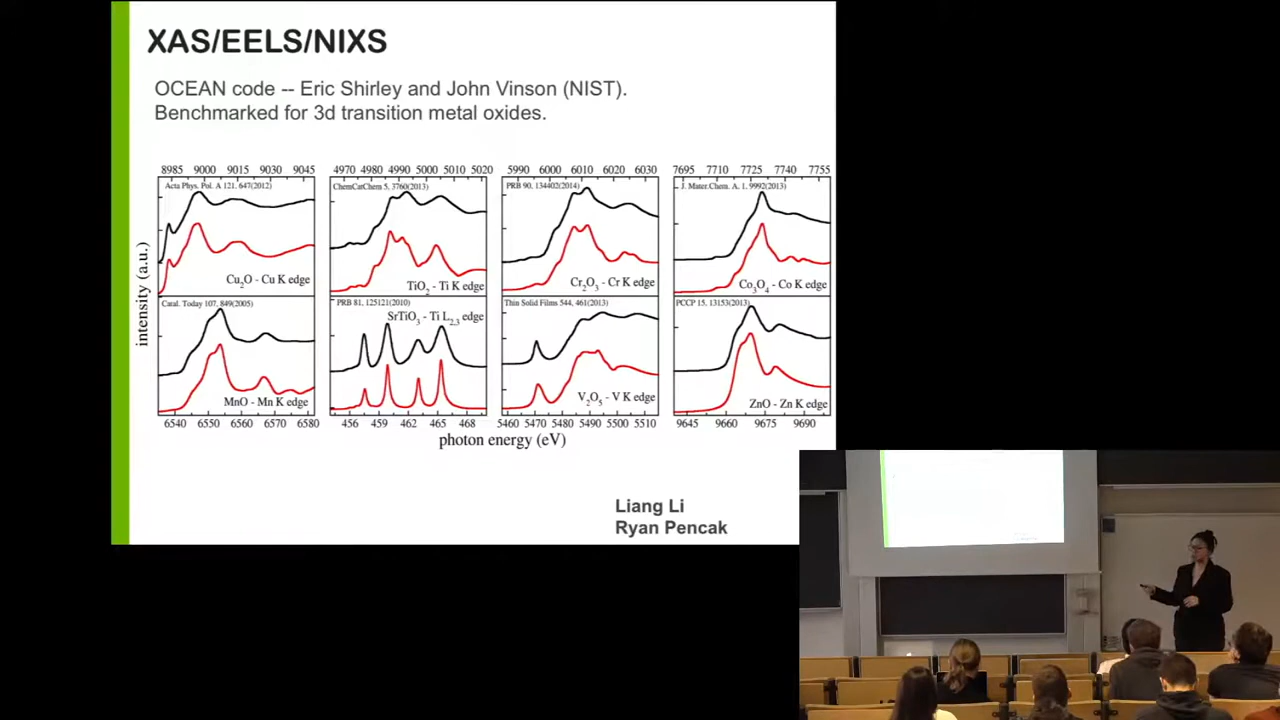 XAS/EELS/NIXS
OCEAN code -- Eric Shirley and John Vinson (NIST).
Benchmarked for 3d transition metal oxides.
8985 9000 9015 9030 9045
4970 4980 4990 5000 5010 5020
5990 6000 6010 6020 6030
7695 7710 7725 7740 7755
Acta Phys. Pol. A 121, 647(2012)
ChemCatChem 5, 3760(2013)
PRB 90, 134402(2014)
J. Mater.Chem. A, 1, 9992(2013)
Cu2O - Cu K edge
TiO2 - Ti K edge
Cr2O3 - Cr K edge
Co3O4 - Co K edge
intensity (a.u.)
Caral. Today 107, 849(2005)
PRB 81, 125121(2010)
Thin Solid Films 544, 461(2013)
PCCP 15, 13153(2013)
SrTiO3 - Ti L2,3 edge
MnO - Mn K edge
V2O5 - V K edge
ZnO - Zn K edge
6540 6550 6560 6570 6580
456 459 462 465 468
5460 5470 5480 5490 5500 5510
9645 9660 9675 9690
photon energy (eV)
Liang Li
Ryan Pencak